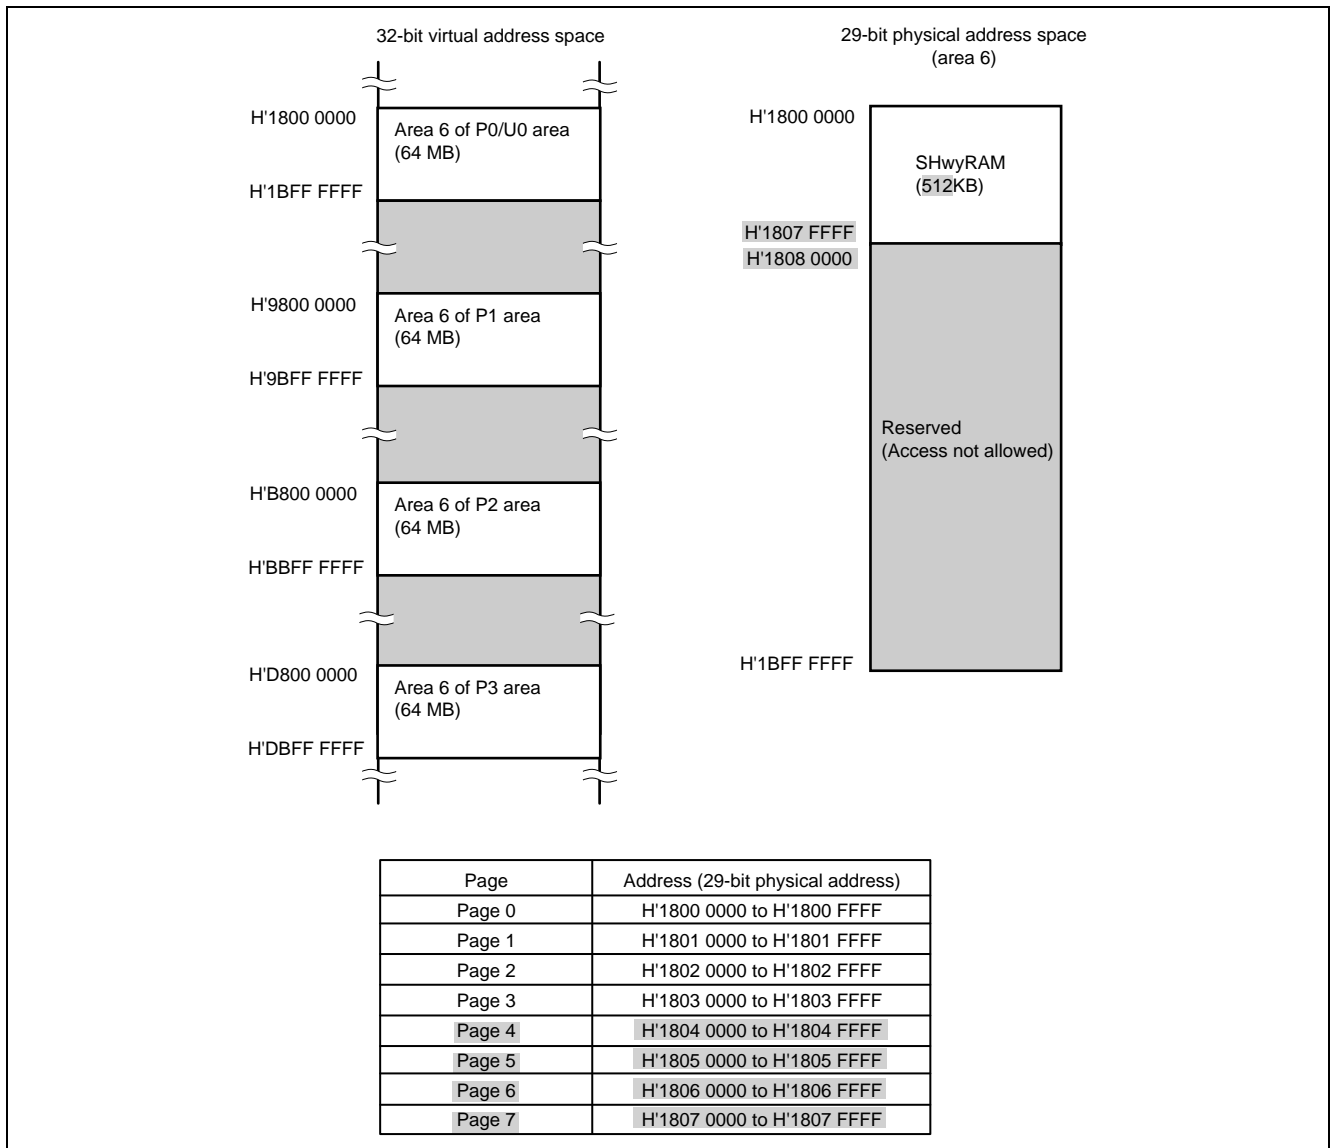 32-bit virtual address space
H'1800 0000
Area 6 of P0/U0 area
(64 MB)
H'1BFF FFFF
H'9800 0000
Area 6 of P1 area
(64 MB)
H'9BFF FFFF
H'B800 0000
Area 6 of P2 area
(64 MB)
H'BBFF FFFF
H'D800 0000
Area 6 of P3 area
(64 MB)
H'DBFF FFFF
29-bit physical address space
(area 6)
H'1800 0000
SHwyRAM
(512KB)
H'1807 FFFF
H'1808 0000
Reserved
(Access not allowed)
H'1BFF FFFF
Page Address (29-bit physical address)
Page 0 H'1800 0000 to H'1800 FFFF
Page 1 H'1801 0000 to H'1801 FFFF
Page 2 H'1802 0000 to H'1802 FFFF
Page 3 H'1803 0000 to H'1803 FFFF
Page 4 H'1804 0000 to H'1804 FFFF
Page 5 H'1805 0000 to H'1805 FFFF
Page 6 H'1806 0000 to H'1806 FFFF
Page 7 H'1807 0000 to H'1807 FFFF